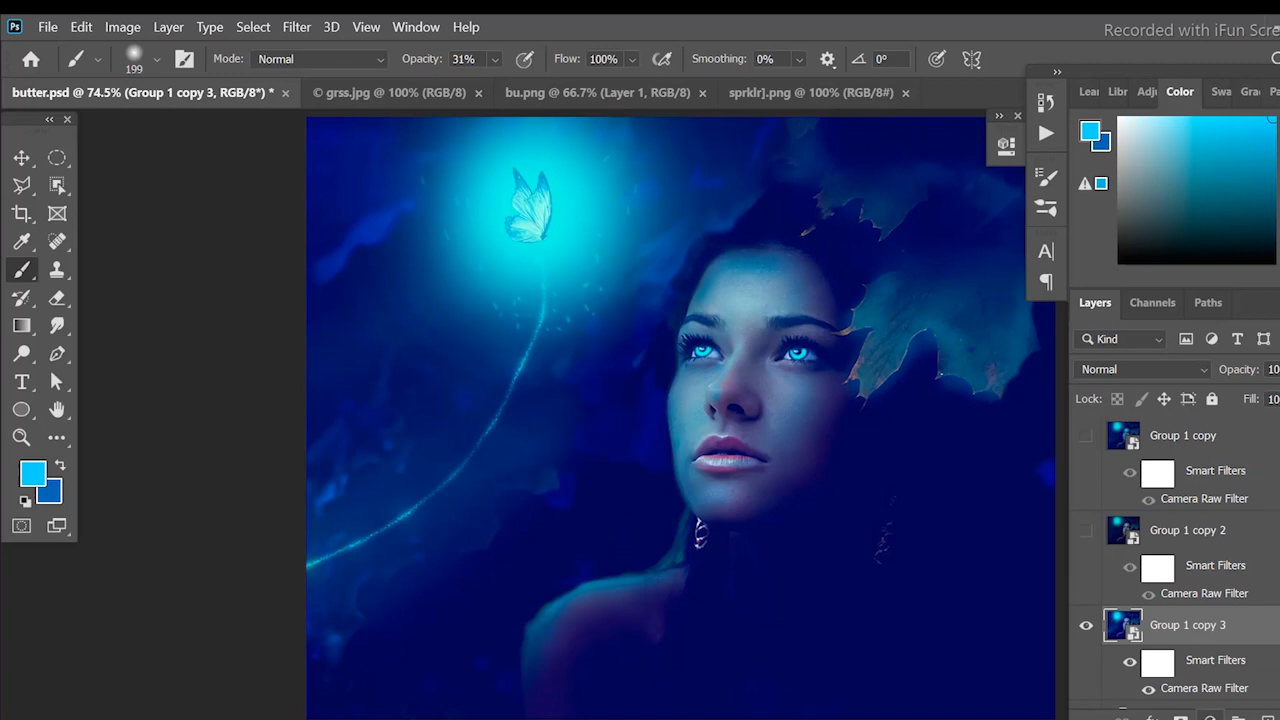 Ps File Edit Image Layer Type Select Filter 3D View Window Help
Recorded with iFun Scre
199 Mode: Normal Opacity: 31% Flow: 100% Smoothing: 0% 0°
butter.psd @ 74.5% (Group 1 copy 3, RGB/8*) * × © grss.jpg @ 100% (RGB/8) × bu.png @ 66.7% (Layer 1, RGB/8) × sprklr].png @ 100% (RGB/8#) ×
Lear Libr Adju Color Swa Gra Pa
Layers Channels Paths
Kind
Normal Opacity: 10
Lock: Fill: 10
Group 1 copy
Smart Filters
Camera Raw Filter
Group 1 copy 2
Smart Filters
Camera Raw Filter
Group 1 copy 3
Smart Filters
Camera Raw Filter